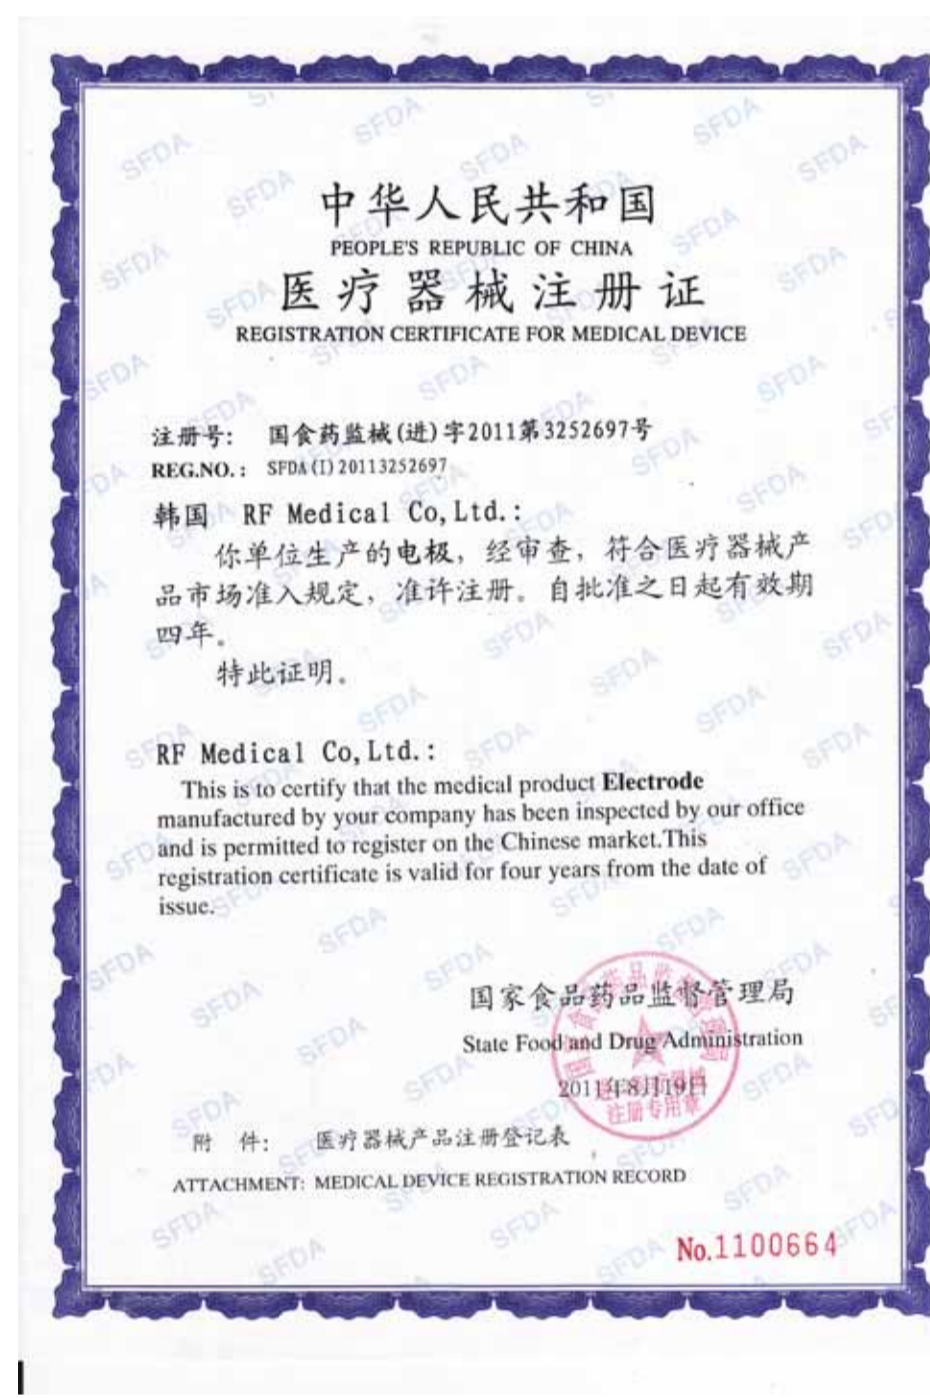 中华人民共和国
PEOPLE'S REPUBLIC OF CHINA
医疗器械注册证
REGISTRATION CERTIFICATE FOR MEDICAL DEVICE
注册号: 国食药监械(进)字2011第3252697号
REG.NO.: SFDA(I)20113252697
韩国 RF Medical Co,Ltd.:
你单位生产的电极，经审查，符合医疗器械产
品市场准入规定，准许注册。自批准之日起有效期
四年。
特此证明。
RF Medical Co,Ltd.:
This is to certify that the medical product Electrode
manufactured by your company has been inspected by our office
and is permitted to register on the Chinese market.This
registration certificate is valid for four years from the date of
issue.
国家食品药品监督管理局
State Food and Drug Administration
2011年8月19日
注册专用章
附 件: 医疗器械产品注册登记表
ATTACHMENT: MEDICAL DEVICE REGISTRATION RECORD
No.1100664